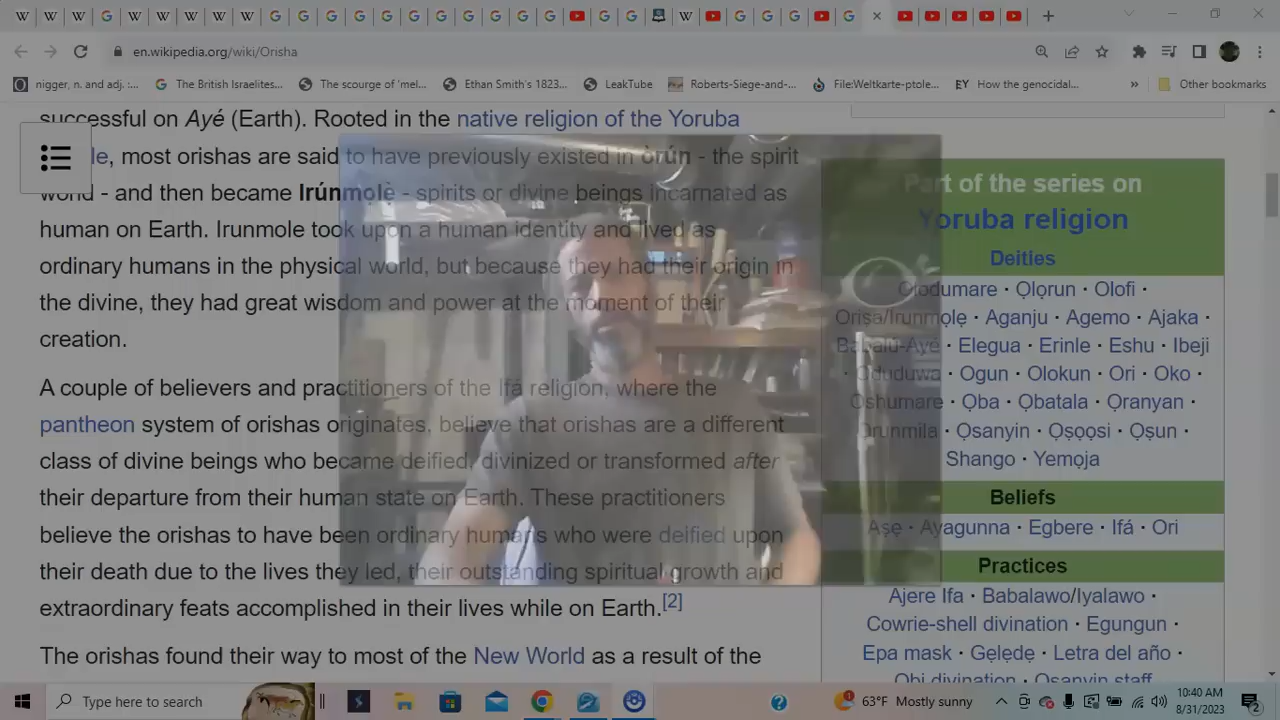 en.wikipedia.org/wiki/Orisha
nigger, n. and adj. :...
The British Israelites...
The scourge of 'mel...
Ethan Smith's 1823...
LeakTube
Roberts-Siege-and-...
File:Weltkarte-ptole...
EY How the genocidal...
»
Other bookmarks
successful on Ayé (Earth). Rooted in the native religion of the Yoruba
le, most orishas are said to have previously existed in òrún - the spirit
world - and then became Irúnmọlẹ̀ - spirits or divine beings incarnated as
human on Earth. Irunmole took upon a human identity and lived as
ordinary humans in the physical world, but because they had their origin in
the divine, they had great wisdom and power at the moment of their
creation.
A couple of believers and practitioners of the Ifá religion, where the
pantheon system of orishas originates, believe that orishas are a different
class of divine beings who became deified, divinized or transformed after
their departure from their human state on Earth. These practitioners
believe the orishas to have been ordinary humans who were deified upon
their death due to the lives they led, their outstanding spiritual growth and
extraordinary feats accomplished in their lives while on Earth.[2]
The orishas found their way to most of the New World as a result of the
Part of the series on
Yoruba religion
Deities
Olodumare · Ọlọrun · Olofi ·
Oriṣa/Irunmọlẹ · Aganju · Agemo · Ajaka ·
Babalú-Ayé · Elegua · Erinle · Eshu · Ibeji
· Oduduwa · Ogun · Olokun · Ori · Oko ·
Oshumare · Ọba · Ọbatala · Ọranyan ·
Orunmila · Ọsanyin · Ọṣọọsi · Ọṣun ·
Shango · Yemọja
Beliefs
Aṣẹ · Ayagunna · Egbere · Ifá · Ori
Practices
Ajere Ifa · Babalawo/Iyalawo ·
Cowrie-shell divination · Egungun ·
Epa mask · Gẹlẹdẹ · Letra del año ·
Obi divination · Osanyin staff
Type here to search
63°F Mostly sunny
10:40 AM
8/31/2023